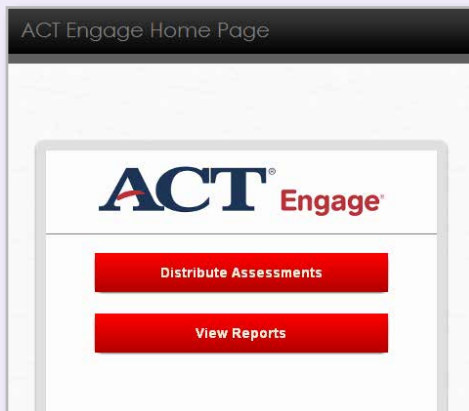 ACT Engage Home Page
ACT® Engage®
Distribute Assessments
View Reports